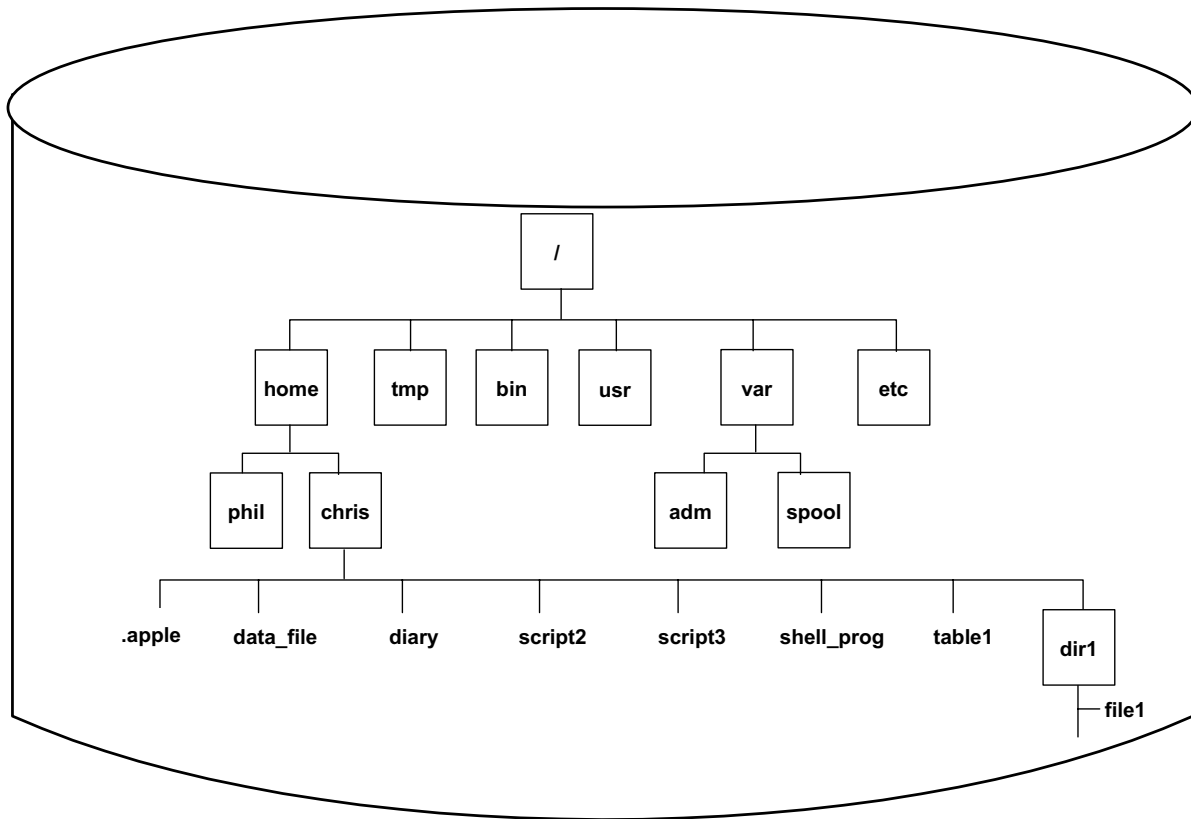 /
home tmp bin usr var etc
phil chris adm spool
.apple data_file diary script2 script3 shell_prog table1 dir1
file1